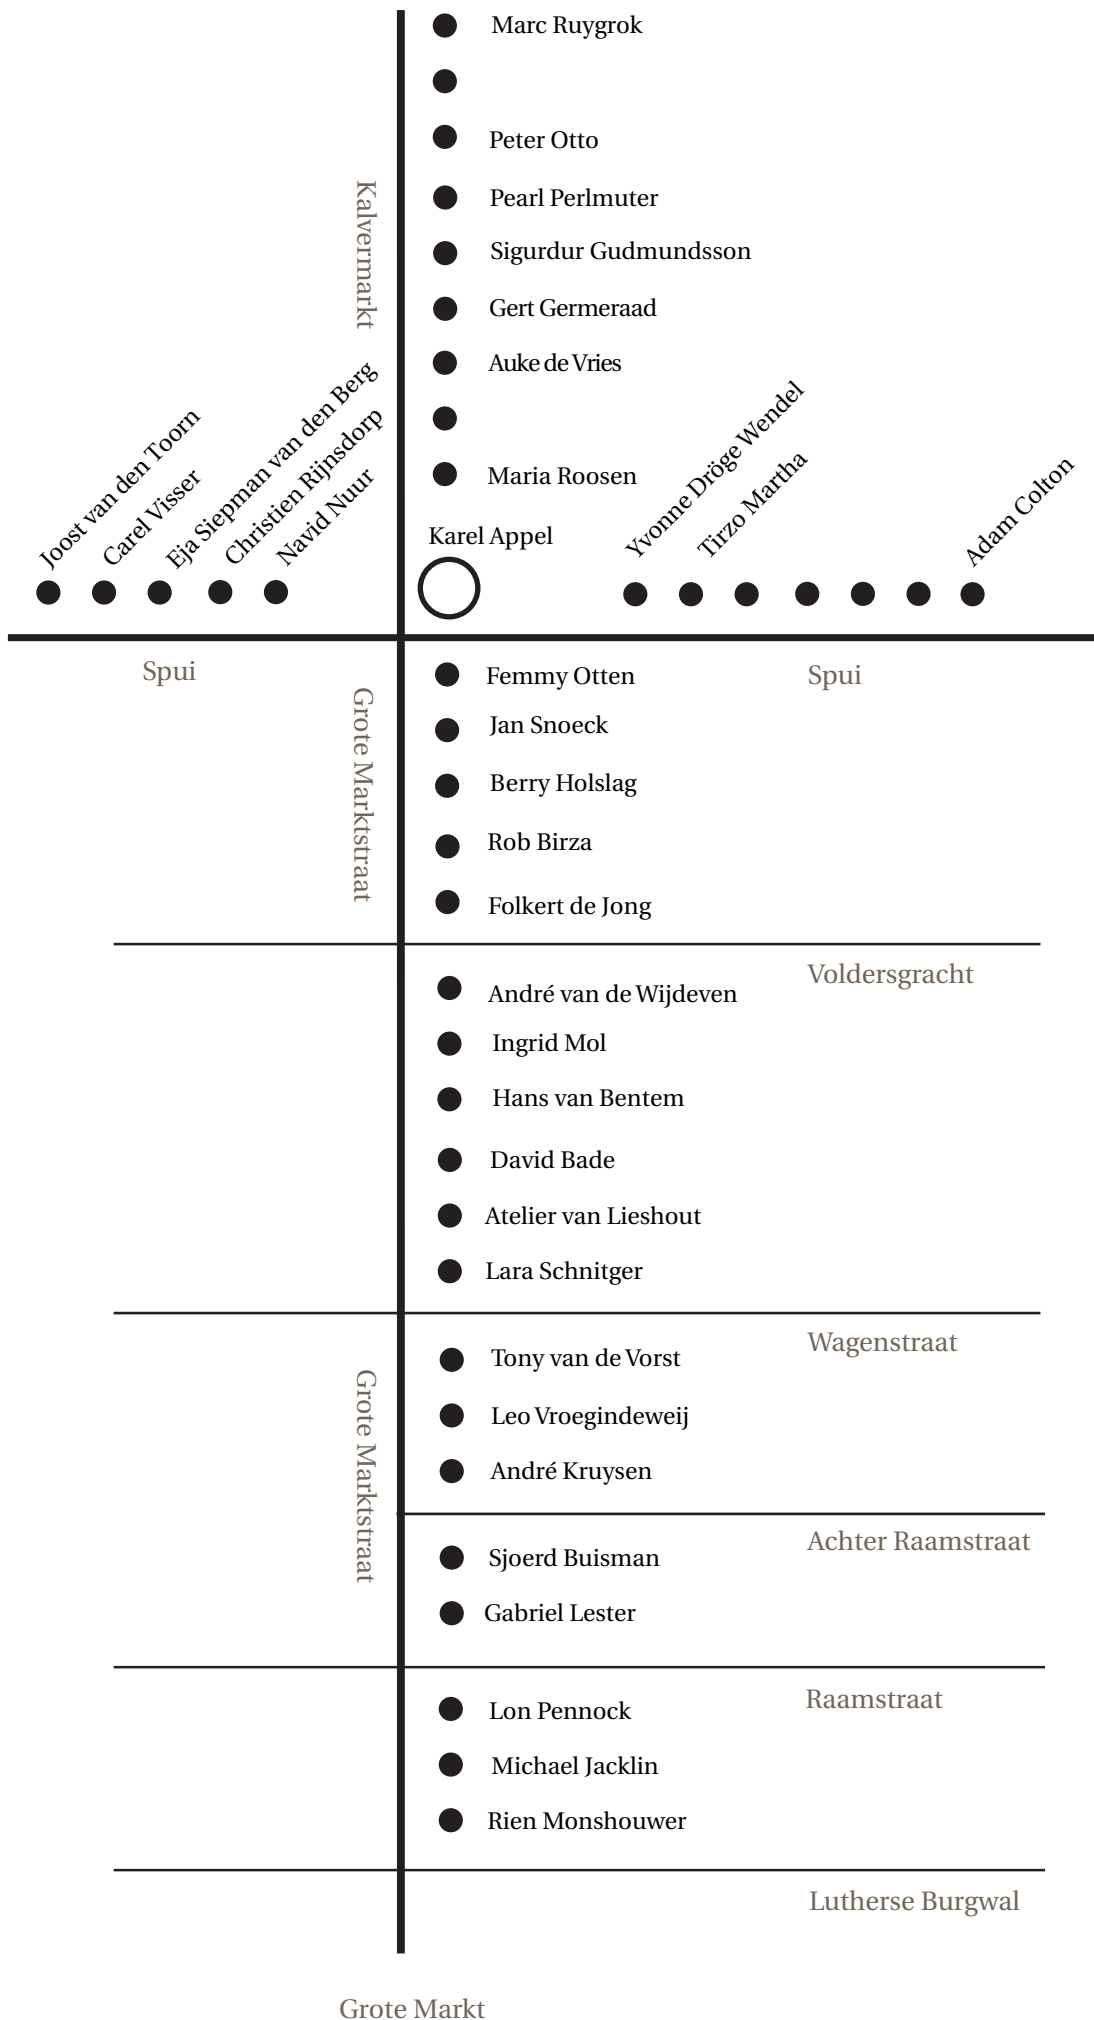 Marc Ruygrok
Peter Otto
Pearl Perlmuter
Kalvermarkt
Sigurdur Gudmundsson
Gert Germeraad
Auke de Vries
Maria Roosen
Joost van den Toorn
Carel Visser
Eja Siepman van den Berg
Christien Rijnsdorp
Navid Nuur
Karel Appel
Yvonne Dröge Wendel
Tirzo Martha
Adam Colton
Spui
Spui
Femmy Otten
Grote Marktstraat
Jan Snoeck
Berry Holslag
Rob Birza
Folkert de Jong
Voldersgracht
André van de Wijdeven
Ingrid Mol
Hans van Bentem
David Bade
Atelier van Lieshout
Lara Schnitger
Wagenstraat
Tony van de Vorst
Grote Marktstraat
Leo Vroegindeweij
André Kruysen
Achter Raamstraat
Sjoerd Buisman
Gabriel Lester
Raamstraat
Lon Pennock
Michael Jacklin
Rien Monshouwer
Lutherse Burgwal
Grote Markt